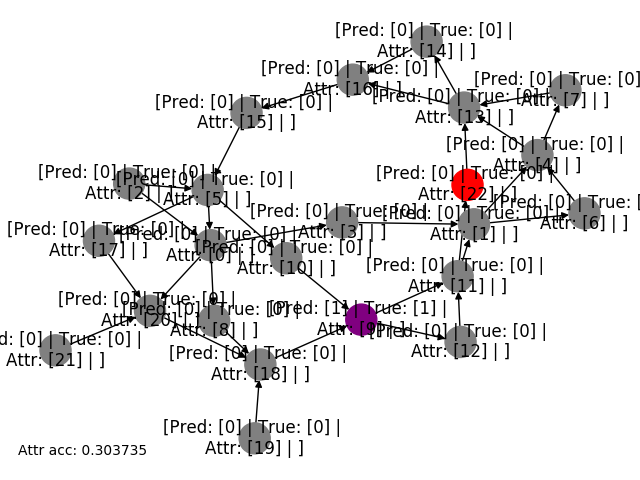 [Pred: [0] | True: [0] |
Attr: [14] | ]
[Pred: [0] | True: [0] |
Attr: [16] | ]
[Pred: [0] | True: [0]
Attr: [7] | ]
[Pred: [0] | True: [0] |
Attr: [13] | ]
[Pred: [0] | True: [0] |
Attr: [15] | ]
[Pred: [0] | True: [0] |
Attr: [4] | ]
[Pred: [0] | True: [0] |
Attr: [2] | ]
[Pred: [0] | True: [0] |
Attr: [5] | ]
[Pred: [0] | True: [0] |
Attr: [22] | ]
[Pred: [0] | True: [
Attr: [6] | ]
[Pred: [0] | True: [0] |
Attr: [3] | ]
[Pred: [0] | True: [0] |
Attr: [1] | ]
[Pred: [0] | True: [0] |
Attr: [17] | ]
[Pred: [0] | True: [0] |
Attr: [0] | ]
[Pred: [0] | True: [0] |
Attr: [10] | ]
[Pred: [0] | True: [0] |
Attr: [11] | ]
[Pred: [0] | True: [0] |
Attr: [20] | ]
[Pred: [0] | True: [0] |
Attr: [8] | ]
[Pred: [1] | True: [1] |
Attr: [9] | ]
[Pred: [0] | True: [0] |
Attr: [12] | ]
d: [0] | True: [0] |
Attr: [21] | ]
[Pred: [0] | True: [0] |
Attr: [18] | ]
[Pred: [0] | True: [0] |
Attr: [19] | ]
Attr acc: 0.303735